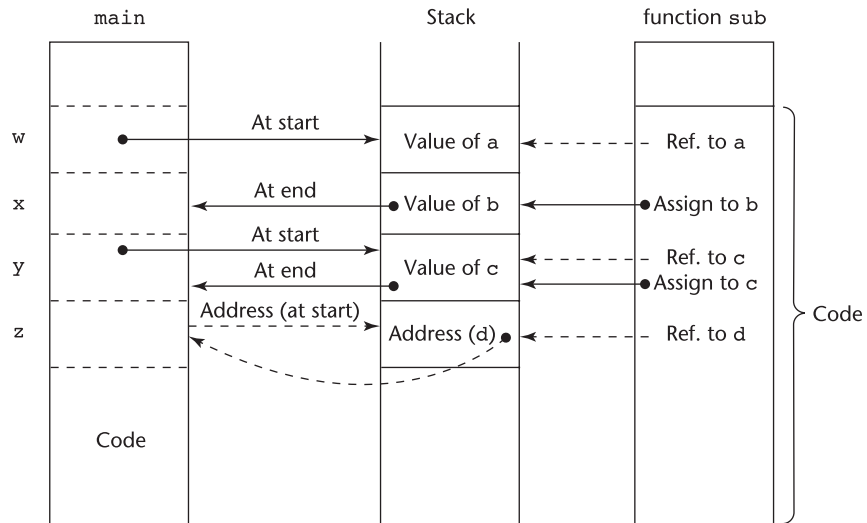 main
Stack
function sub
w
At start
Value of a
Ref. to a
x
At end
Value of b
Assign to b
y
At start
At end
Value of c
Ref. to c
Assign to c
z
Address (at start)
Address (d)
Ref. to d
Code
Code